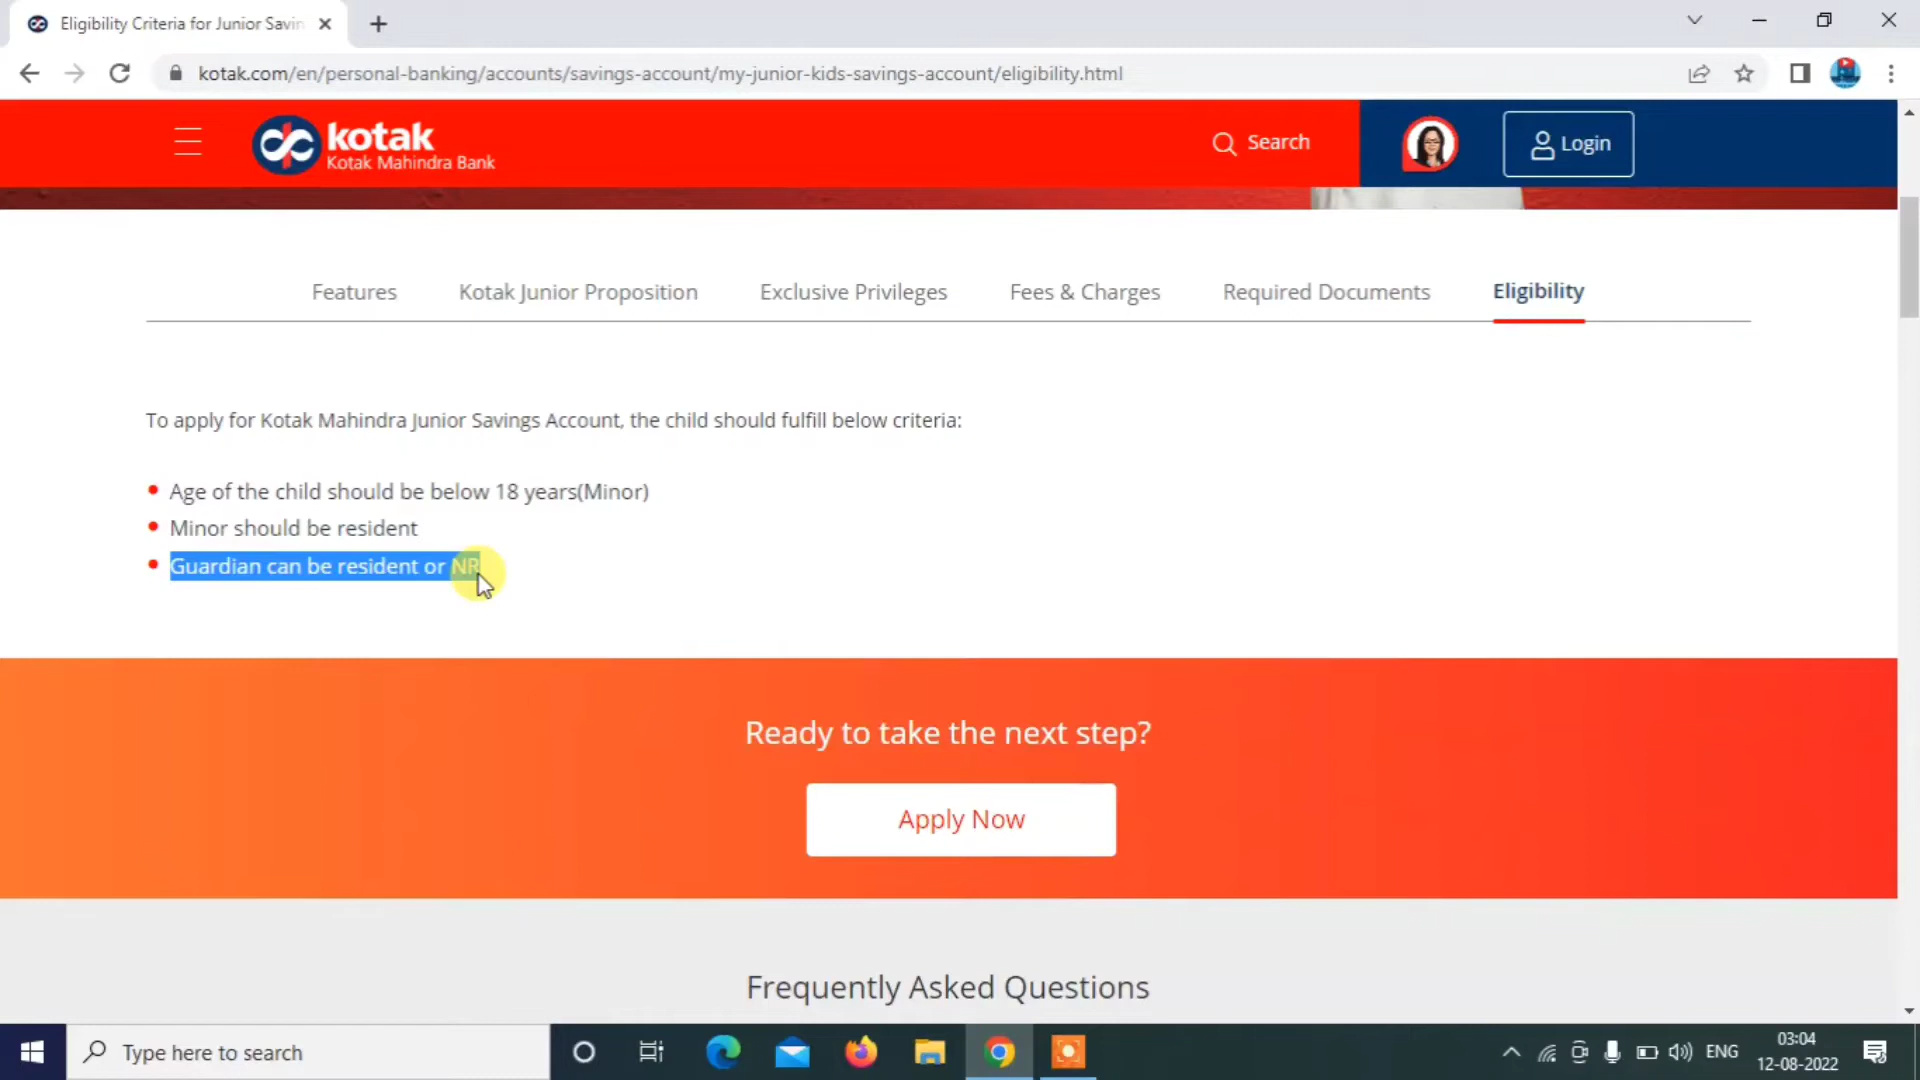 Eligibility Criteria for Junior Savin
kotak.com/en/personal-banking/accounts/savings-account/my-junior-kids-savings-account/eligibility.html
kotak
Kotak Mahindra Bank
Search
Login
Features
Kotak Junior Proposition
Exclusive Privileges
Fees & Charges
Required Documents
Eligibility
To apply for Kotak Mahindra Junior Savings Account, the child should fulfill below criteria:
Age of the child should be below 18 years(Minor)
Minor should be resident
Guardian can be resident or NR
Ready to take the next step?
Apply Now
Frequently Asked Questions
Type here to search
ENG
03:04
12-08-2022